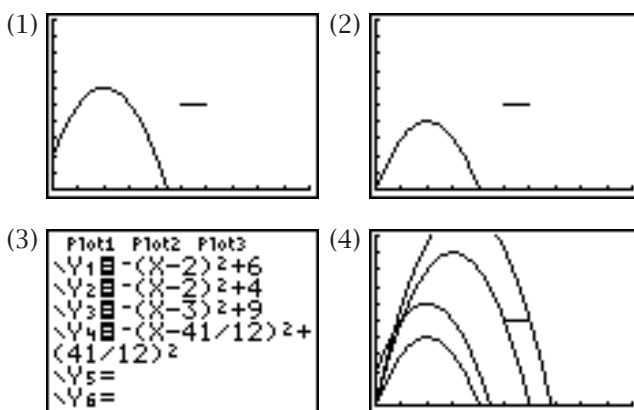 (1)
(2)
(3)
Plot1 Plot2 Plot3
\Y1=-(X-2)²+6
\Y2=-(X-2)²+4
\Y3=-(X-3)²+9
\Y4=-(X-41/12)²+
(41/12)²
\Y5=
\Y6=
(4)